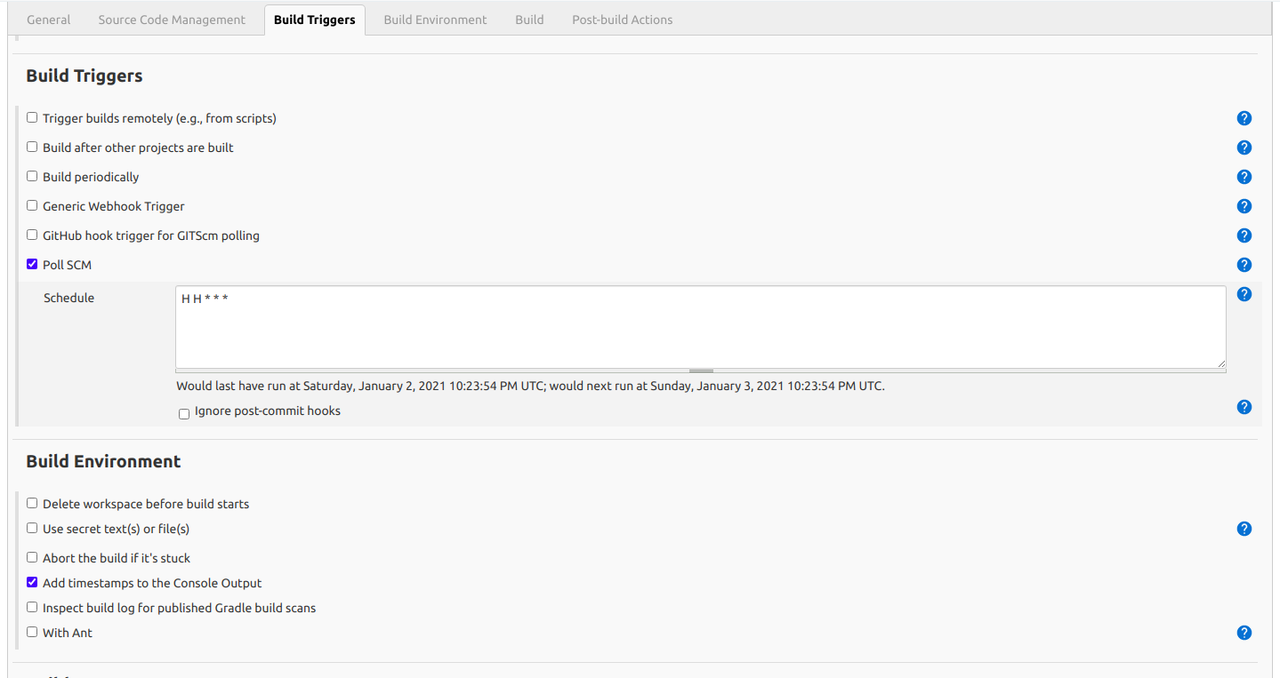 General Source Code Management Build Triggers Build Environment Build Post-build Actions
Build Triggers
Trigger builds remotely (e.g., from scripts) ?
Build after other projects are built ?
Build periodically ?
Generic Webhook Trigger ?
GitHub hook trigger for GITScm polling ?
Poll SCM ?
Schedule H H * * * ?
Would last have run at Saturday, January 2, 2021 10:23:54 PM UTC; would next run at Sunday, January 3, 2021 10:23:54 PM UTC.
Ignore post-commit hooks ?
Build Environment
Delete workspace before build starts
Use secret text(s) or file(s) ?
Abort the build if it's stuck
Add timestamps to the Console Output
Inspect build log for published Gradle build scans
With Ant ?